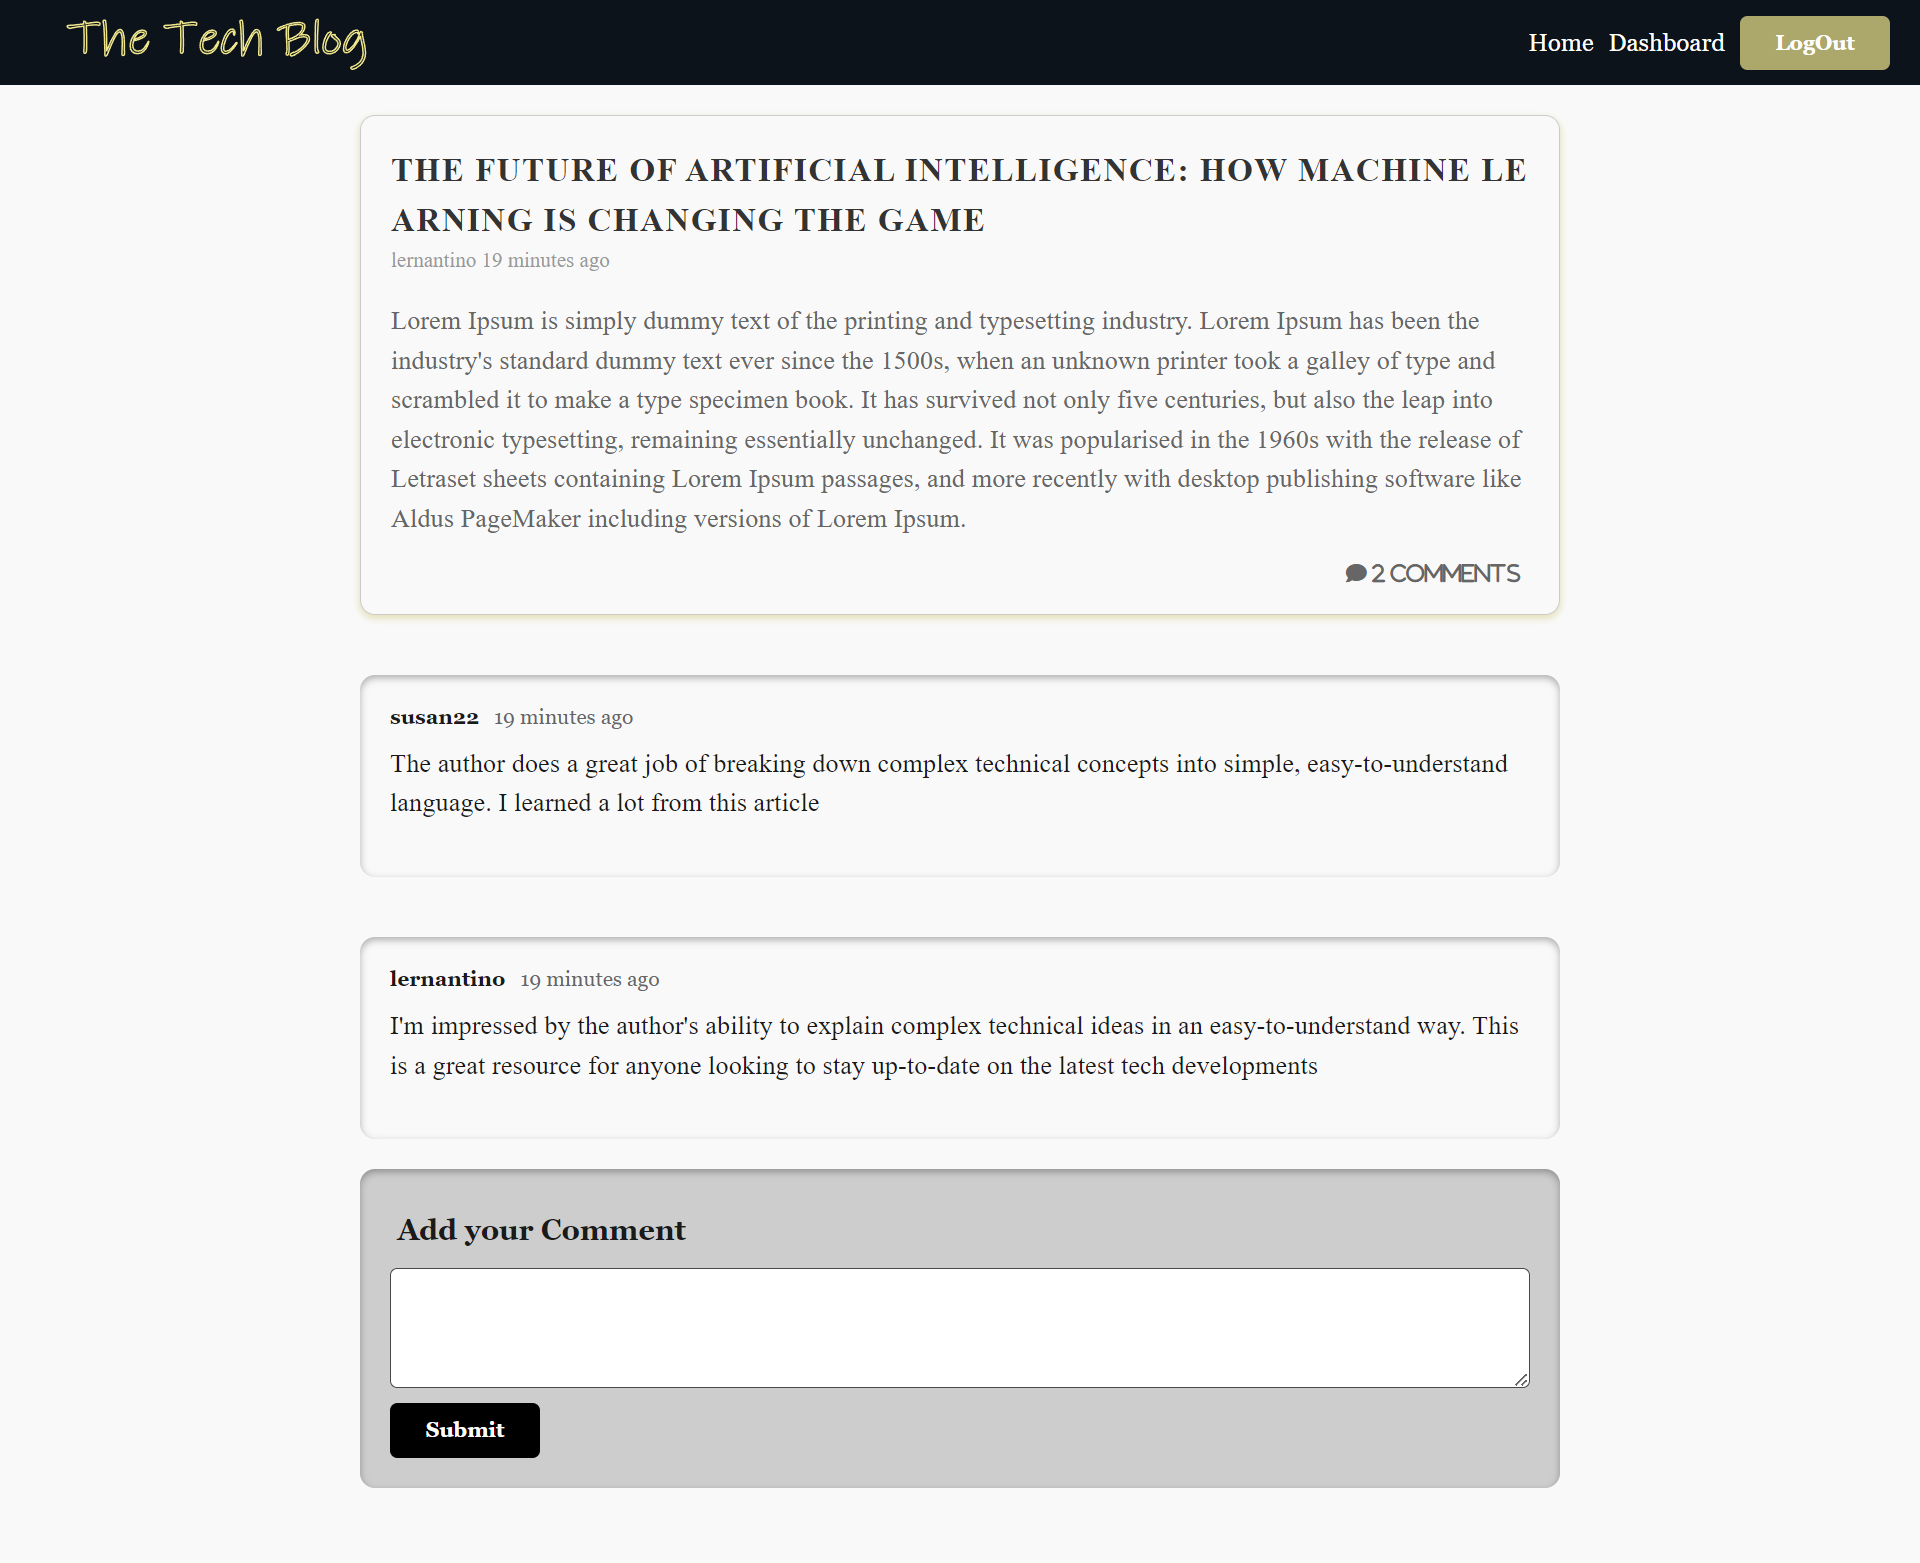 The Tech Blog
Home Dashboard LogOut
THE FUTURE OF ARTIFICIAL INTELLIGENCE: HOW MACHINE LE
ARNING IS CHANGING THE GAME
lernantino 19 minutes ago
Lorem Ipsum is simply dummy text of the printing and typesetting industry. Lorem Ipsum has been the
industry's standard dummy text ever since the 1500s, when an unknown printer took a galley of type and
scrambled it to make a type specimen book. It has survived not only five centuries, but also the leap into
electronic typesetting, remaining essentially unchanged. It was popularised in the 1960s with the release of
Letraset sheets containing Lorem Ipsum passages, and more recently with desktop publishing software like
Aldus PageMaker including versions of Lorem Ipsum.
2 COMMENTS
susan22 19 minutes ago
The author does a great job of breaking down complex technical concepts into simple, easy-to-understand
language. I learned a lot from this article
lernantino 19 minutes ago
I'm impressed by the author's ability to explain complex technical ideas in an easy-to-understand way. This
is a great resource for anyone looking to stay up-to-date on the latest tech developments
Add your Comment
Submit